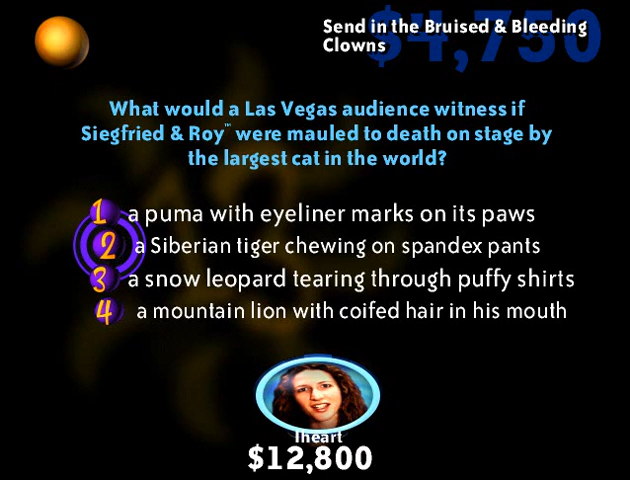 Send in the Bruised & Bleeding
Clowns
$4,750
What would a Las Vegas audience witness if
Siegfried & Roy™ were mauled to death on stage by
the largest cat in the world?
1 a puma with eyeliner marks on its paws
2 a Siberian tiger chewing on spandex pants
3 a snow leopard tearing through puffy shirts
4 a mountain lion with coifed hair in his mouth
Iheart
$12,800